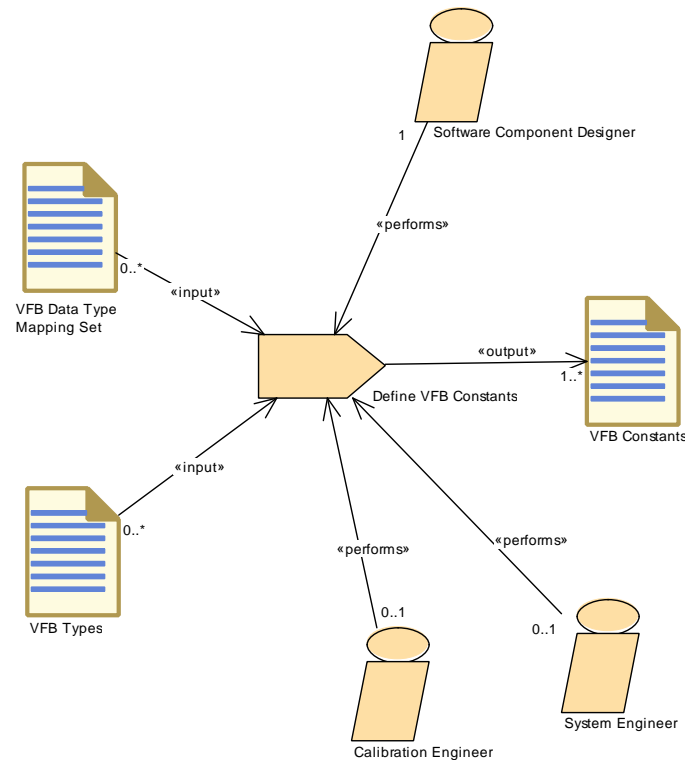 1
Software Component Designer
«performs»
0..*
«input»
VFB Data Type
Mapping Set
«output»
1..*
Define VFB Constants
VFB Constants
«input»
0..*
VFB Types
«performs»
«performs»
0..1
0..1
System Engineer
Calibration Engineer